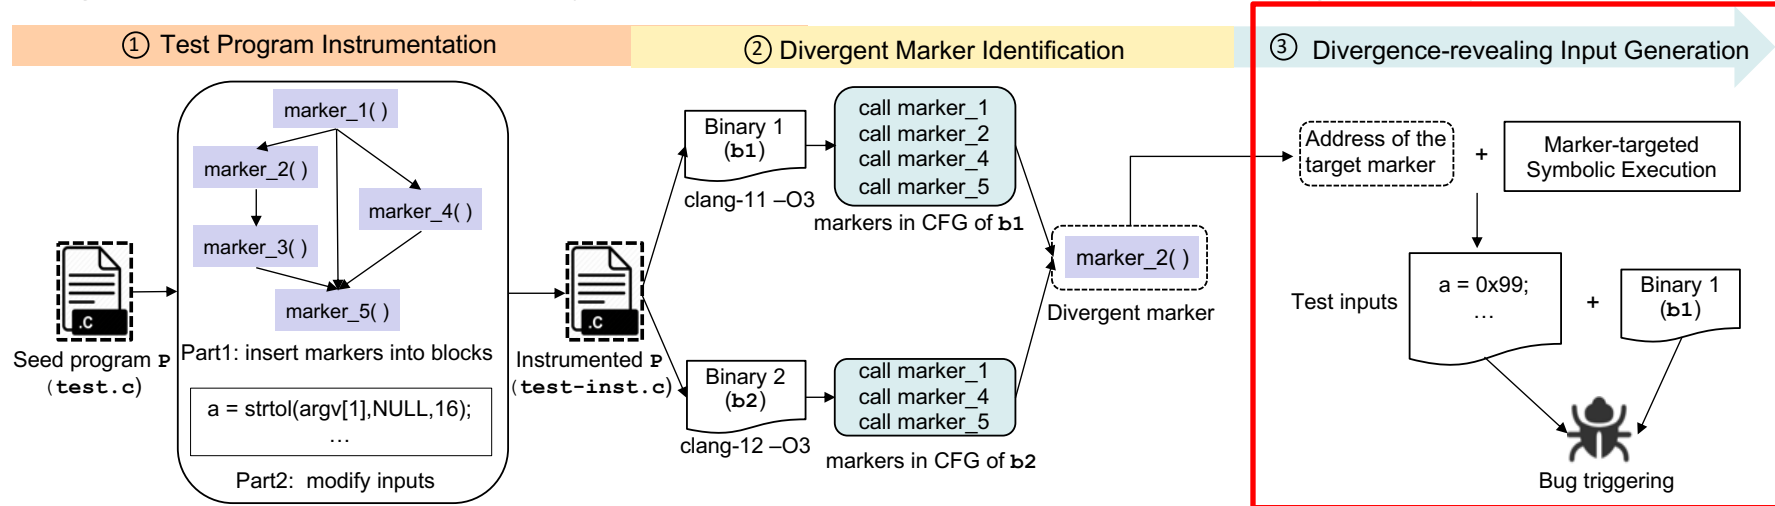 ① Test Program Instrumentation
② Divergent Marker Identification
③ Divergence-revealing Input Generation
marker_1( )
marker_2( )
marker_4( )
marker_3( )
marker_5( )
.C
Seed program P
(test.c)
Part1: insert markers into blocks
a = strtol(argv[1],NULL,16);
…
Part2: modify inputs
.C
Instrumented P
(test-inst.c)
Binary 1
(b1)
clang-11 –O3
call marker_1
call marker_2
call marker_4
call marker_5
markers in CFG of b1
Binary 2
(b2)
clang-12 –O3
call marker_1
call marker_4
call marker_5
markers in CFG of b2
marker_2( )
Divergent marker
Address of the
target marker
+
Marker-targeted
Symbolic Execution
Test inputs
a = 0x99;
…
+
Binary 1
(b1)
Bug triggering